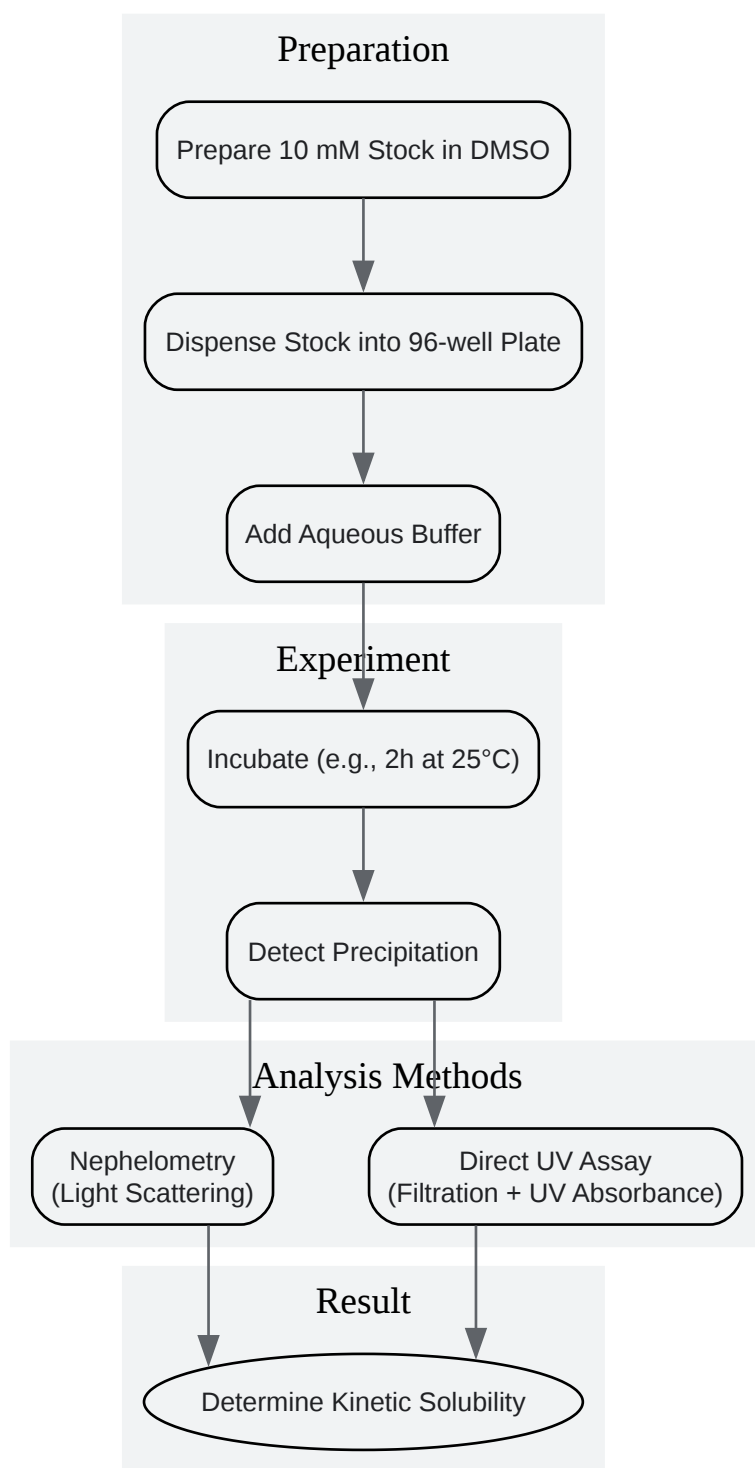 Preparation
Prepare 10 mM Stock in DMSO
Dispense Stock into 96-well Plate
Add Aqueous Buffer
Experiment
Incubate (e.g., 2h at 25°C)
Detect Precipitation
Analysis Methods
Nephelometry
(Light Scattering)
Direct UV Assay
(Filtration + UV Absorbance)
Result
Determine Kinetic Solubility